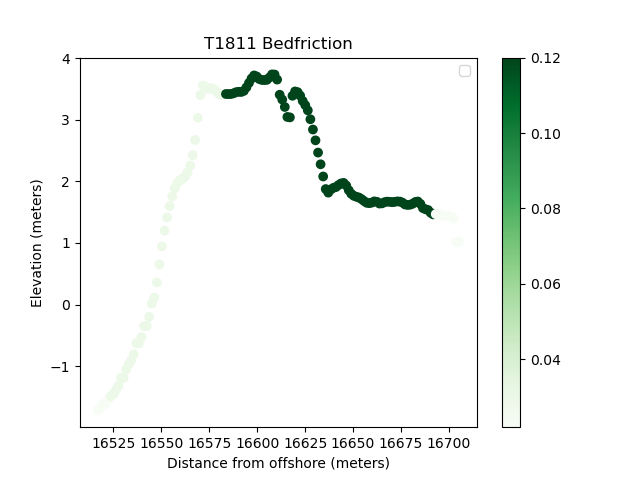 T1811 Bedfriction
4
3
2
1
0
−1
Elevation (meters)
16525 16550 16575 16600 16625 16650 16675 16700
Distance from offshore (meters)
0.12
0.10
0.08
0.06
0.04